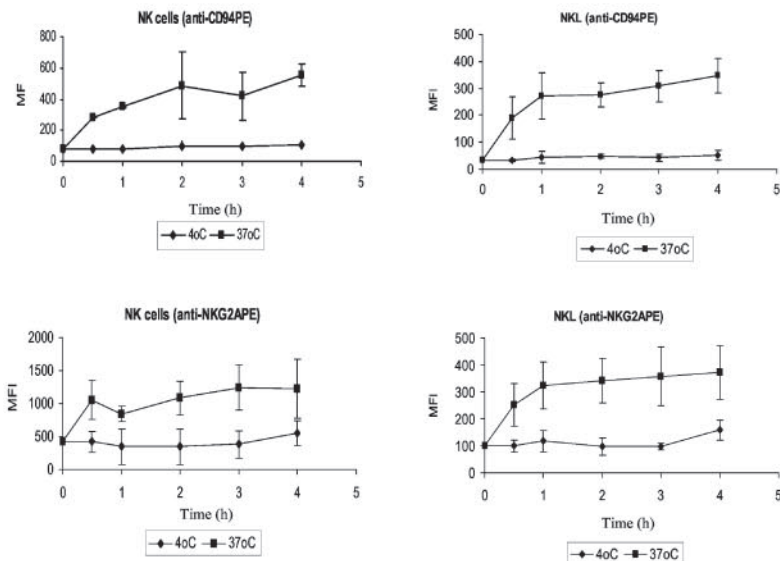 NK cells (anti-CD94PE)
800
600
400
200
0
MF
0 1 2 3 4 5
Time (h)
4oC 37oC
NKL (anti-CD94PE)
500
400
300
200
100
0
MFI
0 1 2 3 4 5
Time (h)
4oC 37oC
NK cells (anti-NKG2APE)
2000
1500
1000
500
0
MFI
0 1 2 3 4 5
Time (h)
4oC 37oC
NKL (anti-NKG2APE)
500
400
300
200
100
0
MFI
0 1 2 3 4 5
Time (h)
4oC 37oC